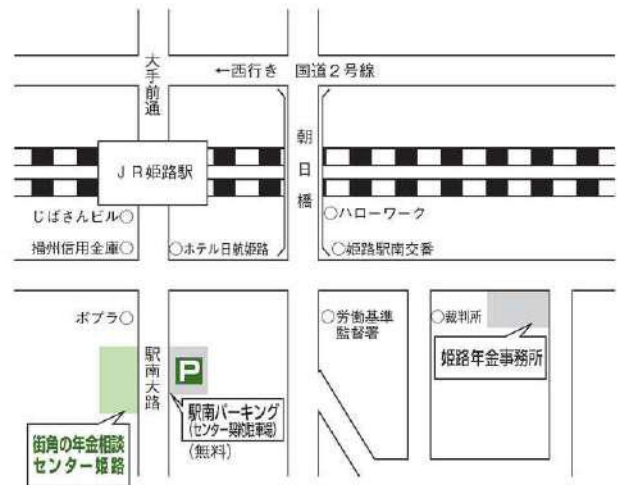 大手前通
←西行き 国道2号線
朝日橋
JR姫路駅
じばさんビル○
○ハローワーク
播州信用金庫○
○ホテル日航姫路
○姫路駅南交番
ポプラ○
○労働基準
監督署
○裁判所
姫路年金事務所
駅南大路
P
駅南パーキング
(センター契約駐車場)
(無料)
街角の年金相談
センター姫路